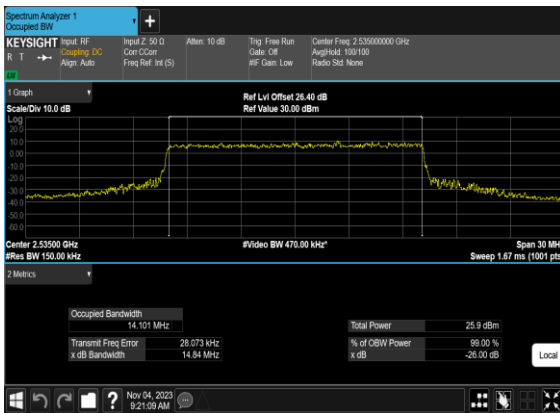 Spectrum Analyzer 1
Occupied BW
+
KEYSIGHT
R T
LV
Input: RF
Coupling: DC
Align: Auto
Input Z: 50 Ω
Corr CCorr
Freq Ref: Int (S)
Atten: 10 dB
Trig: Free Run
Gate: Off
#IF Gain: Low
Center Freq: 2.535000000 GHz
Avg|Hold: 100/100
Radio Std: None
1 Graph
Scale/Div 10.0 dB
Ref Lvl Offset 26.40 dB
Ref Value 30.00 dBm
Log
20.0
10.0
0.00
-10.0
-20.0
-30.0
-40.0
-50.0
-60.0
Center 2.53500 GHz
#Res BW 150.00 kHz
#Video BW 470.00 kHz*
Span 30 MH
Sweep 1.67 ms (1001 pts
2 Metrics
Occupied Bandwidth
14.101 MHz
Transmit Freq Error 28.073 kHz
x dB Bandwidth 14.84 MHz
Total Power 25.9 dBm
% of OBW Power 99.00 %
x dB -26.00 dB
Local
?
Nov 04, 2023
9:21:09 AM